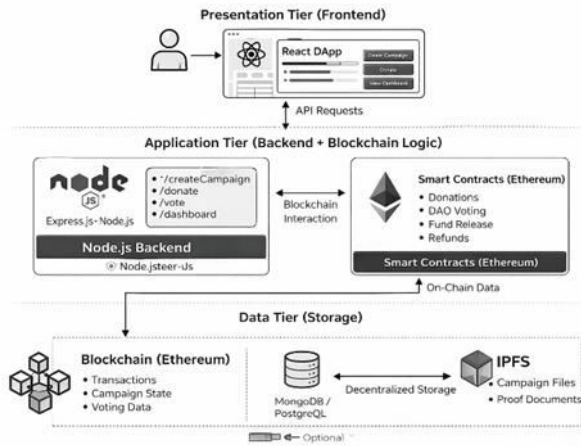 Presentation Tier (Frontend)
React DApp
Create Campaign
Donate
View Dashboard
API Requests
Application Tier (Backend + Blockchain Logic)
node
JS
Express.js-Node.js
/createCampaign
/donate
/vote
/dashboard
Node.js Backend
Node.jsteer-Js
Blockchain
Interaction
Smart Contracts (Ethereum)
• Donations
• DAO Voting
• Fund Release
• Refunds
Smart Contracts (Ethereum)
On-Chain Data
Data Tier (Storage)
Blockchain (Ethereum)
• Transactions
• Campaign State
• Voting Data
MongoDB /
PostgreQL
Decentralized Storage
IPFS
• Campaign Files
• Proof Documents
Optional